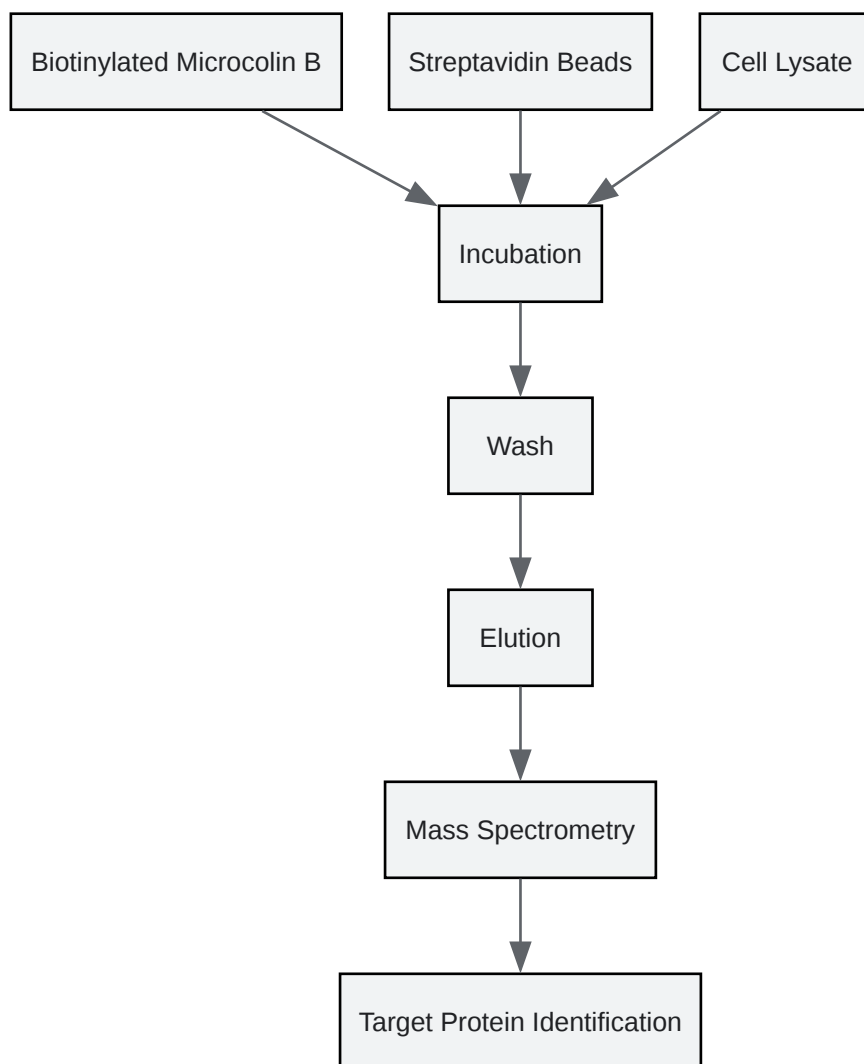 Biotinylated Microcolin B
Streptavidin Beads
Cell Lysate
Incubation
Wash
Elution
Mass Spectrometry
Target Protein Identification